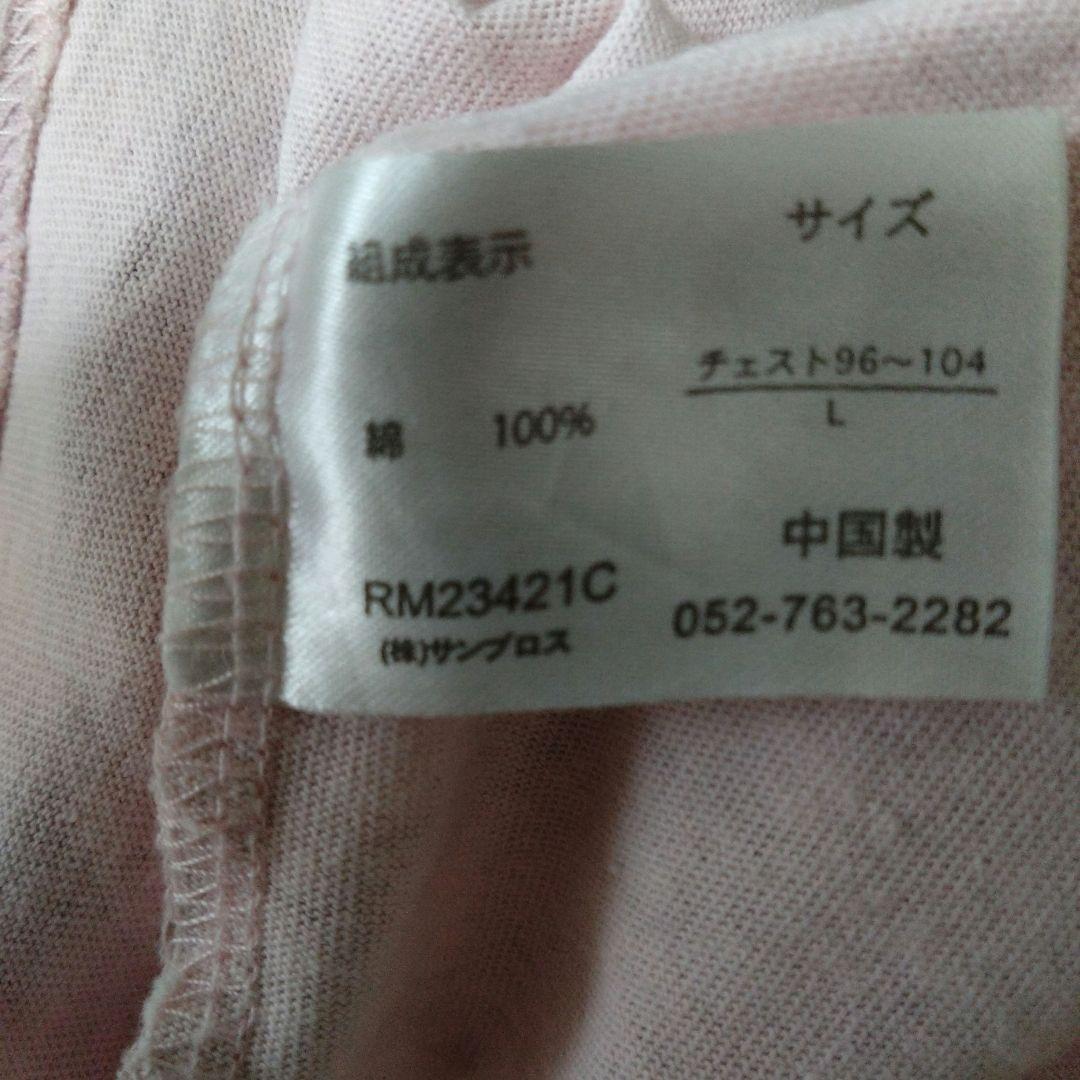 組成表示
綿 100%
RM23421C
(株)サンプロス
サイズ
チェスト96〜104
L
中国製
052-763-2282